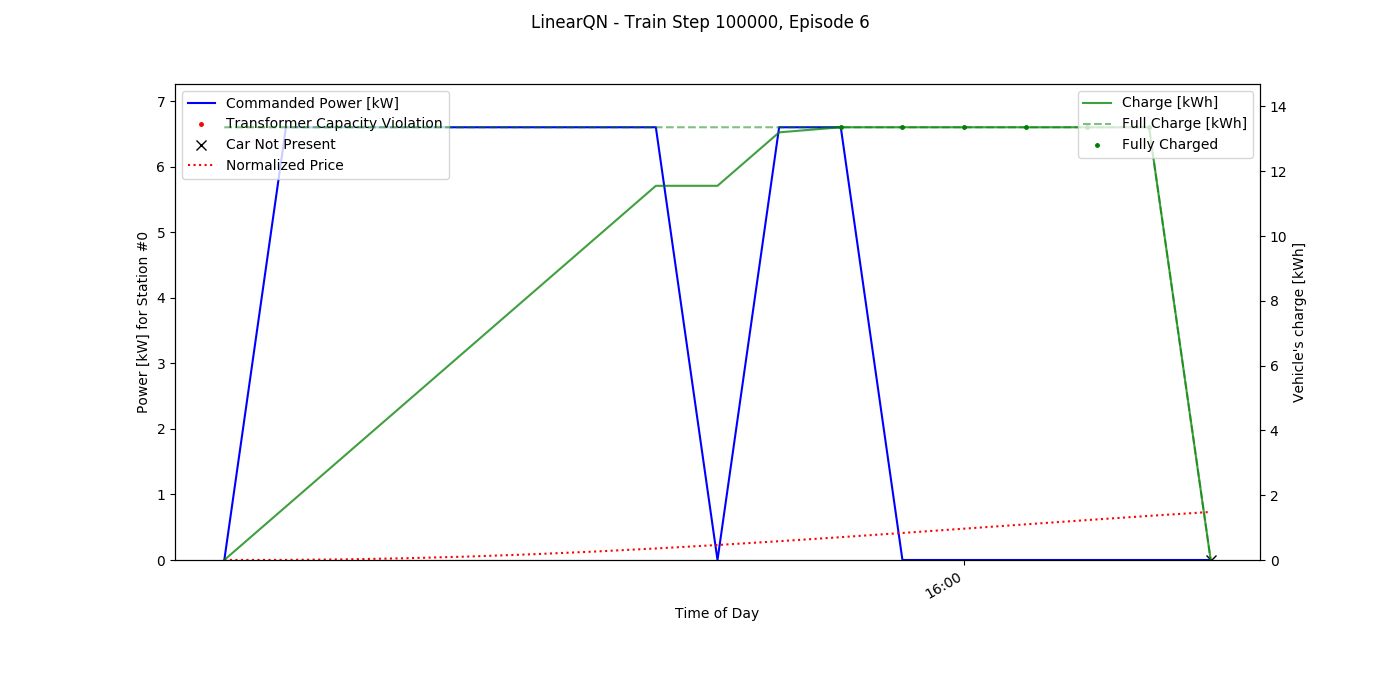 LinearQN - Train Step 100000, Episode 6
Commanded Power [kW]
Transformer Capacity Violation
Car Not Present
Normalized Price
Charge [kWh]
Full Charge [kWh]
Fully Charged
7
6
5
4
3
2
1
0
Power [kW] for Station #0
14
12
10
8
6
4
2
0
Vehicle's charge [kWh]
16:00
Time of Day